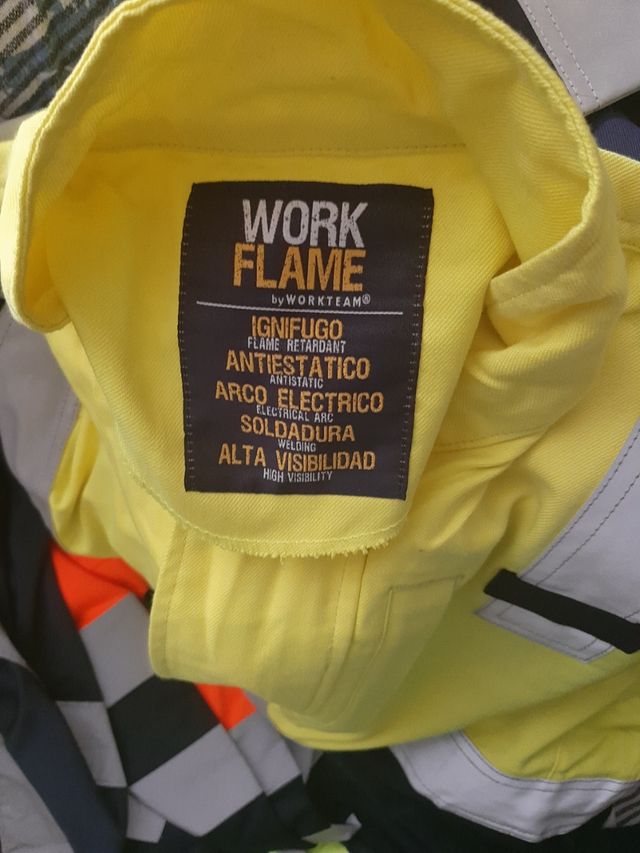 WORK
FLAME
by WORKTEAM®
IGNIFUGO
FLAME RETARDANT
ANTIESTATICO
ANTISTATIC
ARCO ELECTRICO
ELECTRICAL ARC
SOLDADURA
WELDING
ALTA VISIBILIDAD
HIGH VISIBILITY